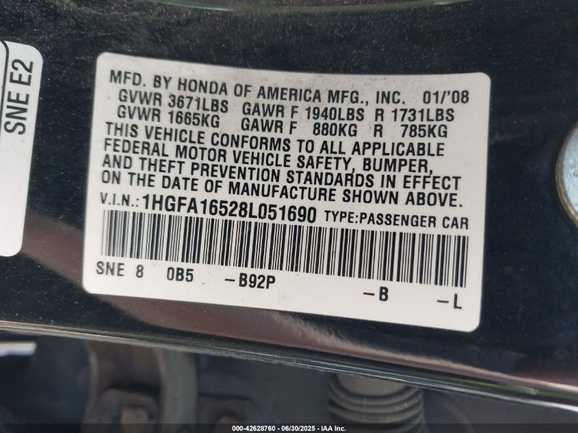 SNE E2
MFD. BY HONDA OF AMERICA MFG., INC. 01/'08
GVWR 3671LBS GAWR F 1940LBS R 1731LBS
GVWR 1665KG GAWR F 880KG R 785KG
THIS VEHICLE CONFORMS TO ALL APPLICABLE
FEDERAL MOTOR VEHICLE SAFETY, BUMPER,
AND THEFT PREVENTION STANDARDS IN EFFECT
ON THE DATE OF MANUFACTURE SHOWN ABOVE.
V.I.N.: 1HGFA16528L051690 TYPE:PASSENGER CAR
SNE 8 0B5 -B92P -B -L
000-42628760 - 06/30/2025 - IAA Inc.